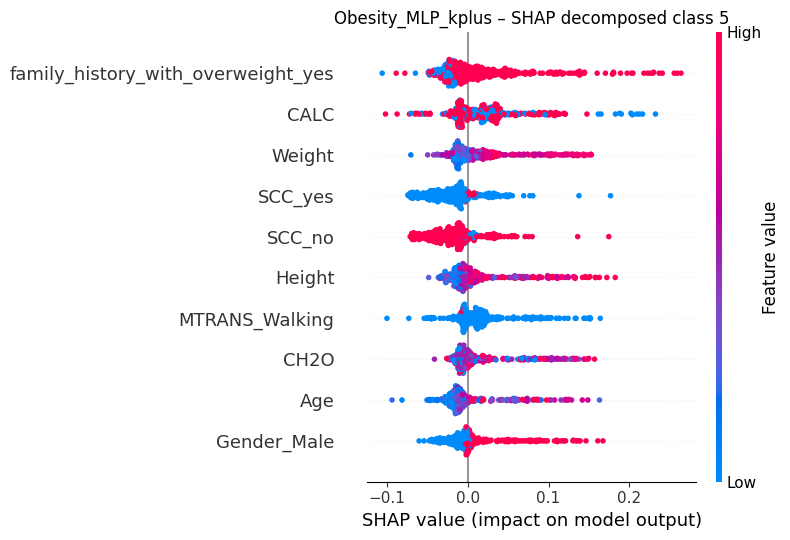 Obesity_MLP_kplus – SHAP decomposed class 5
High
family_history_with_overweight_yes
CALC
Weight
SCC_yes
SCC_no
Height
MTRANS_Walking
CH2O
Age
Gender_Male
Feature value
Low
−0.1 0.0 0.1 0.2
SHAP value (impact on model output)